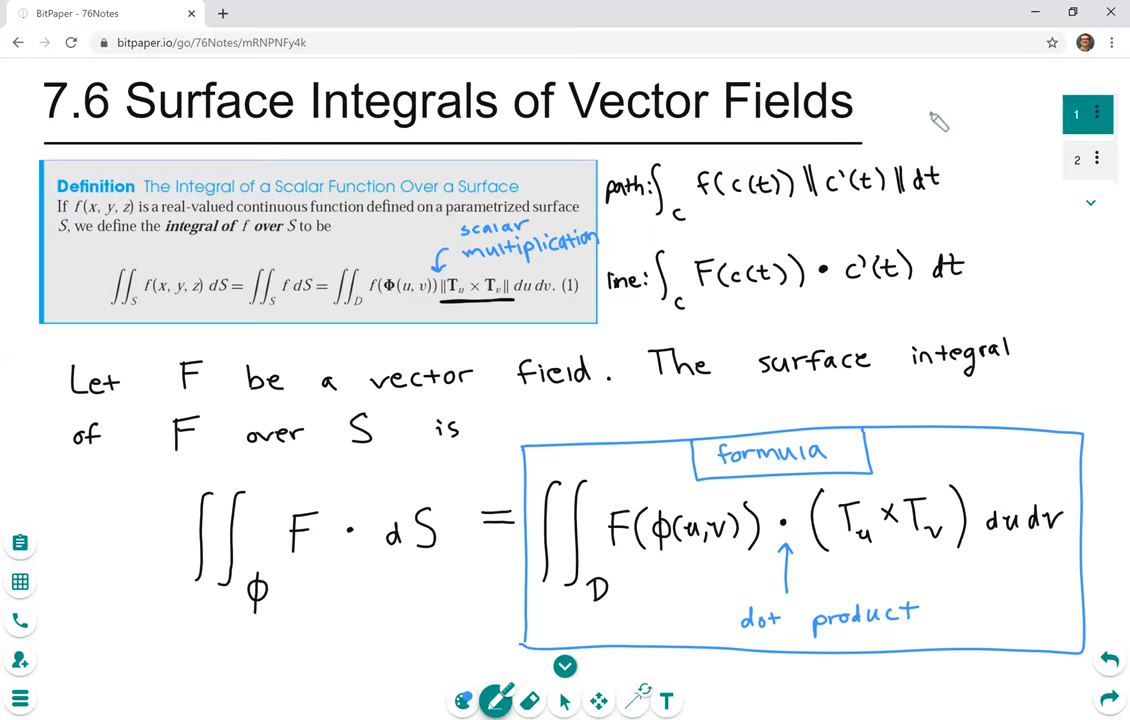 BitPaper - 76Notes
bitpaper.io/go/76Notes/mRNPNFy4k
7.6 Surface Integrals of Vector Fields
1
2
Definition The Integral of a Scalar Function Over a Surface
If f(x, y, z) is a real-valued continuous function defined on a parametrized surface
S, we define the integral of f over S to be
scalar
multiplication
∬_S f(x, y, z) dS = ∬_S f dS = ∬_D f(Φ(u, v)) ‖T_u × T_v‖ du dv. (1)
path: ∫_C f(c(t)) ‖c'(t)‖ dt
line: ∫_C F(c(t)) • c'(t) dt
Let F be a vector field. The surface integral
of F over S is
formula
∬_ϕ F · dS = ∬_D F(ϕ(u,v)) · (T_u × T_v) du dv
dot product
T